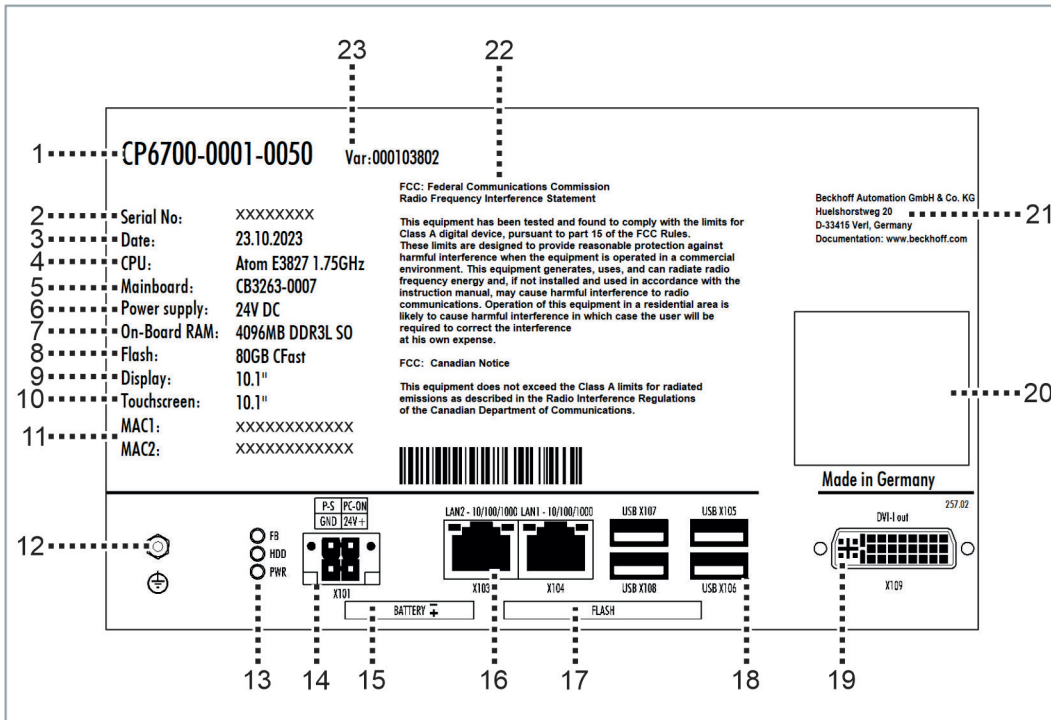 23
22
1
CP6700-0001-0050
Var:000103802
FCC: Federal Communications Commission
Radio Frequency Interference Statement
This equipment has been tested and found to comply with the limits for
Class A digital device, pursuant to part 15 of the FCC Rules.
These limits are designed to provide reasonable protection against
harmful interference when the equipment is operated in a commercial
environment. This equipment generates, uses, and can radiate radio
frequency energy and, if not installed and used in accordance with the
instruction manual, may cause harmful interference to radio
communications. Operation of this equipment in a residential area is
likely to cause harmful interference in which case the user will be
required to correct the interference
at his own expense.
FCC: Canadian Notice
This equipment does not exceed the Class A limits for radiated
emissions as described in the Radio Interference Regulations
of the Canadian Department of Communications.
Beckhoff Automation GmbH & Co. KG
Huelshorstweg 20
D-33415 Verl, Germany
Documentation: www.beckhoff.com
21
2 Serial No: XXXXXXXX
3 Date: 23.10.2023
4 CPU: Atom E3827 1.75GHz
5 Mainboard: CB3263-0007
6 Power supply: 24V DC
7 On-Board RAM: 4096MB DDR3L SO
8 Flash: 80GB CFast
9 Display: 10.1"
10 Touchscreen: 10.1"
11
MAC1: XXXXXXXXXXXX
MAC2: XXXXXXXXXXXX
20
Made in Germany
257.02
12
FB
HDD
PWR
P-S PC-ON
GND 24V+
X101
LAN2 - 10/100/1000 LAN1 - 10/100/1000
X103 X104
USB X107 USB X105
USB X108 USB X106
DVI-I out
X109
BATTERY
FLASH
13 14 15 16 17 18 19